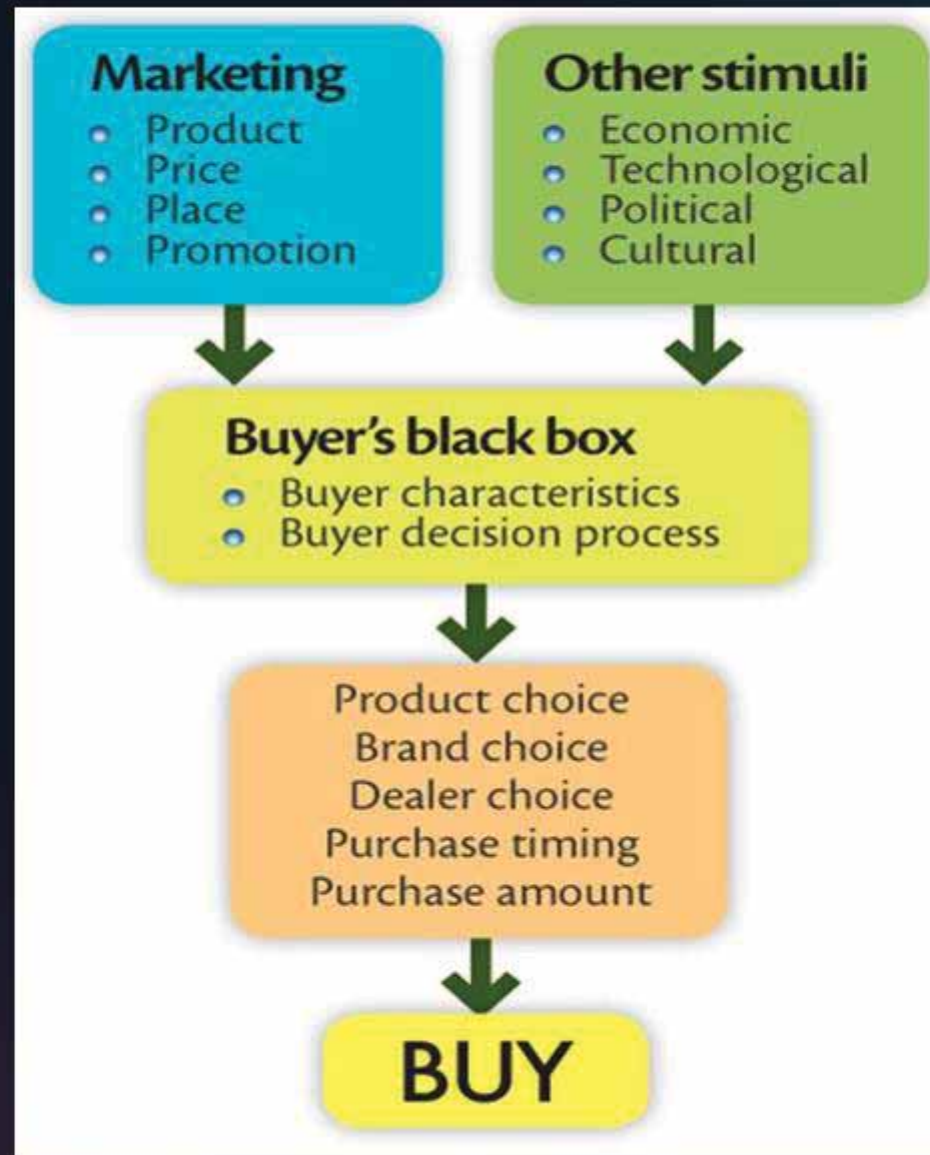 Marketing
Product
Price
Place
Promotion
Other stimuli
Economic
Technological
Political
Cultural
Buyer's black box
Buyer characteristics
Buyer decision process
Product choice
Brand choice
Dealer choice
Purchase timing
Purchase amount
BUY